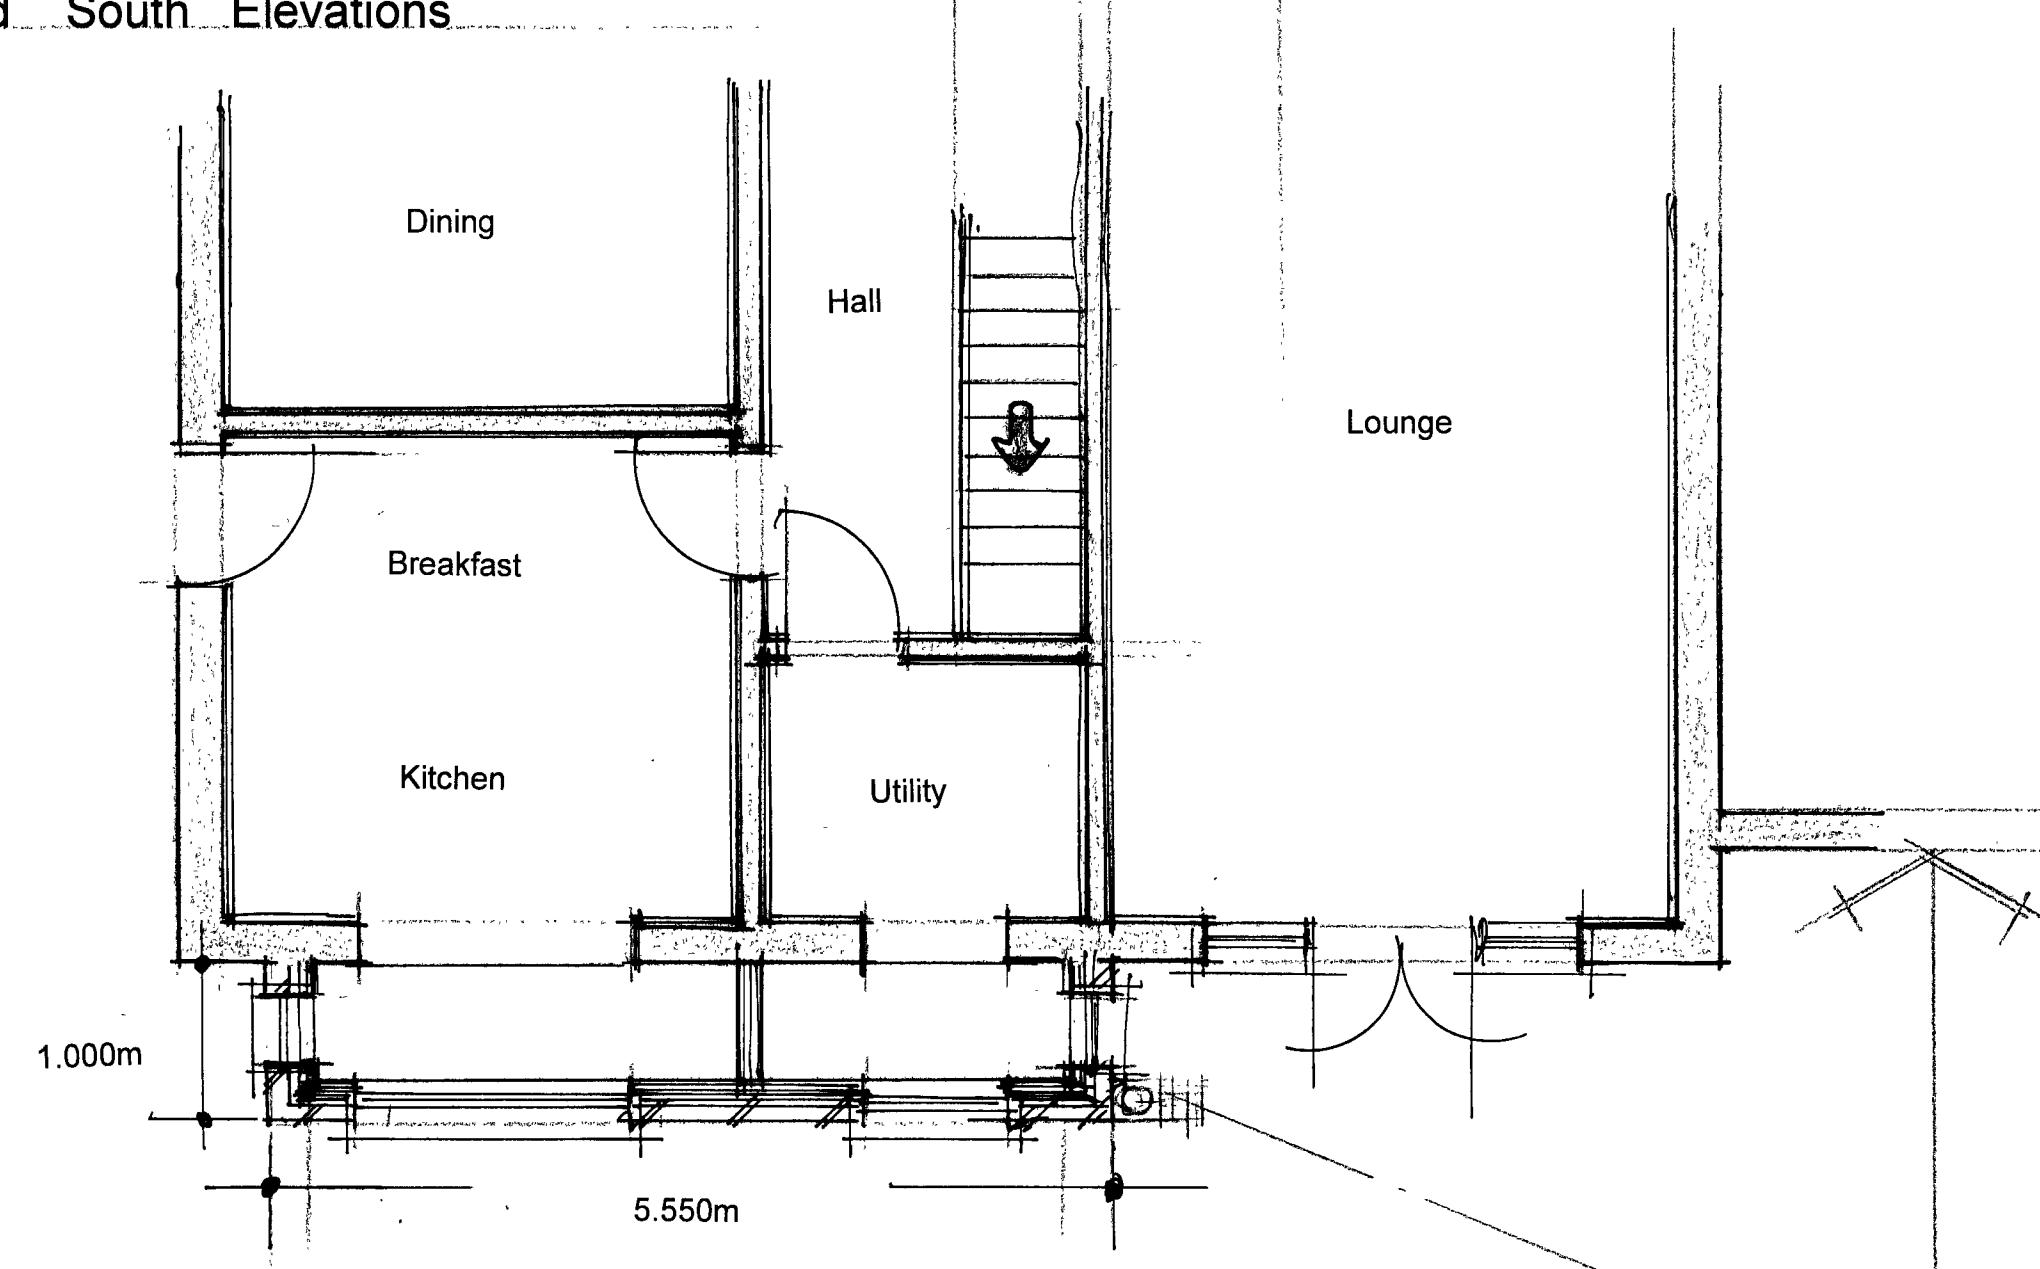 South Elevations
Dining
Hall
Lounge
Breakfast
Kitchen
Utility
1.000m
5.550m